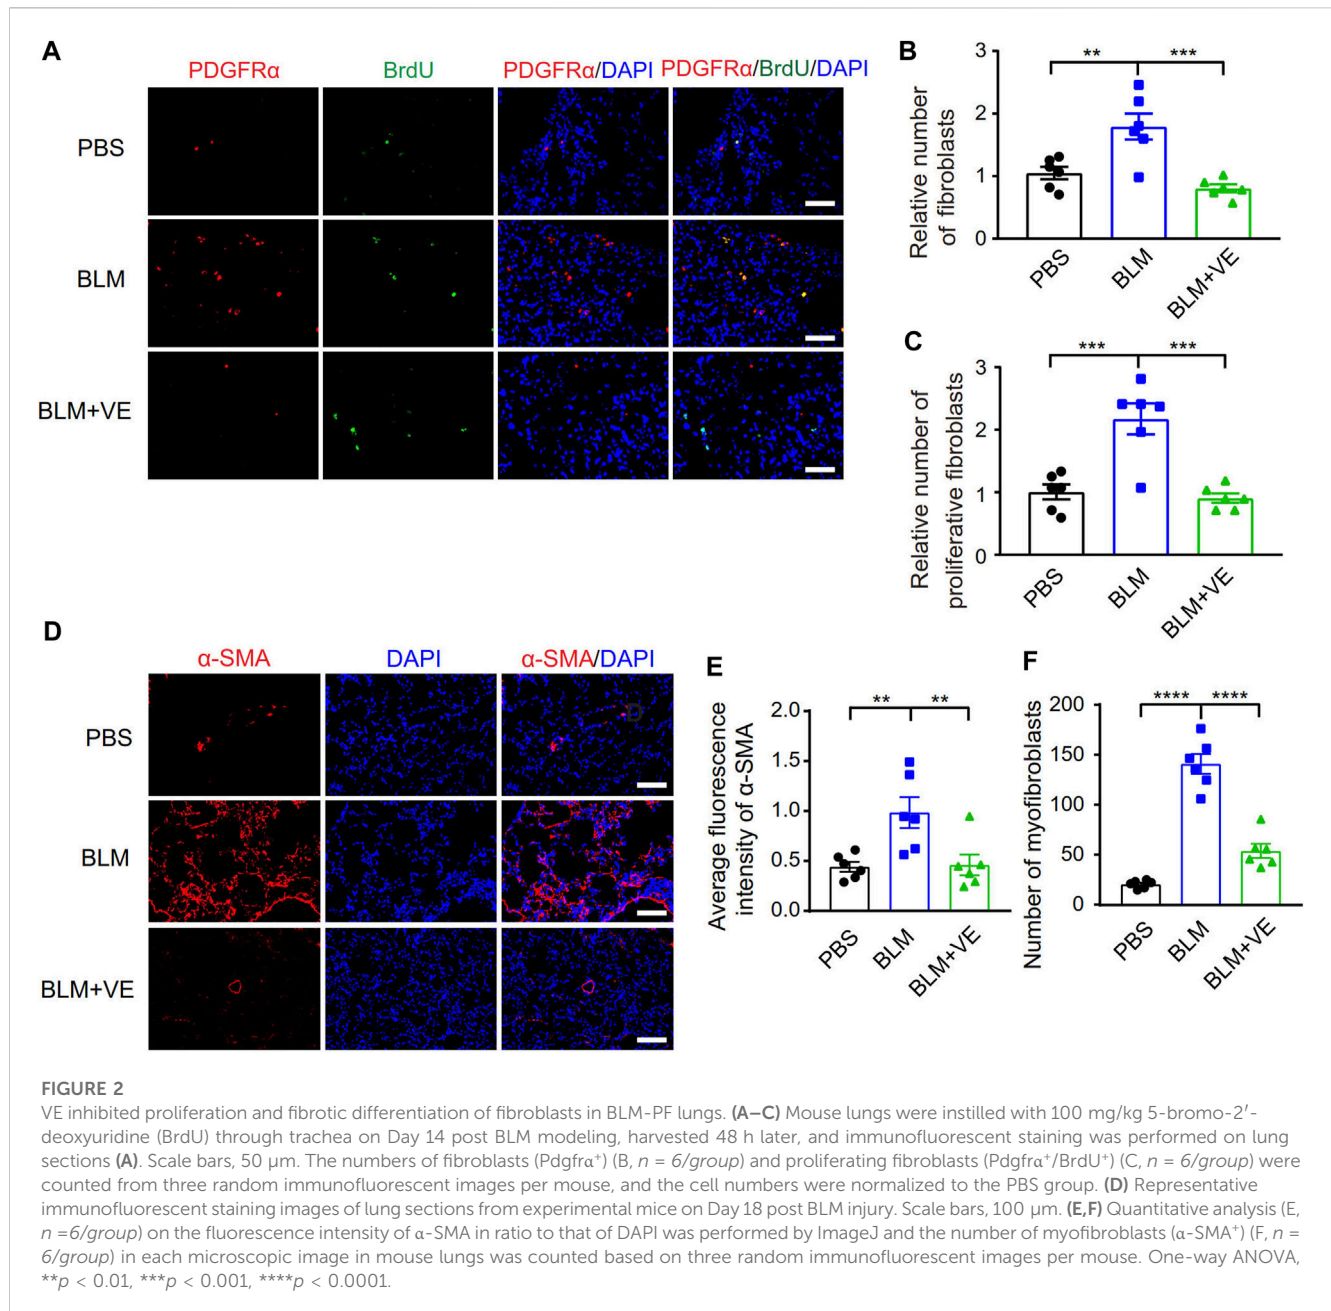 A
PDGFRα
BrdU
PDGFRα/DAPI
PDGFRα/BrdU/DAPI
PBS
BLM
BLM+VE
B
Relative number
of fibroblasts
3
2
1
0
**
***
PBS
BLM
BLM+VE
C
Relative number of
proliferative fibroblasts
3
2
1
0
***
***
PBS
BLM
BLM+VE
D
α-SMA
DAPI
α-SMA/DAPI
PBS
BLM
BLM+VE
D
E
Average fluorescence
intensity of α-SMA
2.0
1.5
1.0
0.5
0.0
**
**
PBS
BLM
BLM+VE
F
Number of myofibroblasts
200
150
100
50
0
****
****
PBS
BLM
BLM+VE
FIGURE 2
VE inhibited proliferation and fibrotic differentiation of fibroblasts in BLM-PF lungs. (A–C) Mouse lungs were instilled with 100 mg/kg 5-bromo-2′-
deoxyuridine (BrdU) through trachea on Day 14 post BLM modeling, harvested 48 h later, and immunofluorescent staining was performed on lung
sections (A). Scale bars, 50 µm. The numbers of fibroblasts (Pdgfrα⁺) (B, n = 6/group) and proliferating fibroblasts (Pdgfrα⁺/BrdU⁺) (C, n = 6/group) were
counted from three random immunofluorescent images per mouse, and the cell numbers were normalized to the PBS group. (D) Representative
immunofluorescent staining images of lung sections from experimental mice on Day 18 post BLM injury. Scale bars, 100 µm. (E,F) Quantitative analysis (E,
n =6/group) on the fluorescence intensity of α-SMA in ratio to that of DAPI was performed by ImageJ and the number of myofibroblasts (α-SMA⁺) (F, n =
6/group) in each microscopic image in mouse lungs was counted based on three random immunofluorescent images per mouse. One-way ANOVA,
**p < 0.01, ***p < 0.001, ****p < 0.0001.